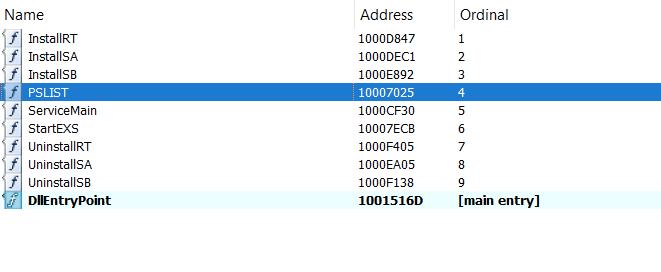 Name Address Ordinal
InstallRT 1000D847 1
InstallSA 1000DEC1 2
InstallSB 1000E892 3
PSLIST 10007025 4
ServiceMain 1000CF30 5
StartEXS 10007ECB 6
UninstallRT 1000F405 7
UninstallSA 1000EA05 8
UninstallSB 1000F138 9
DllEntryPoint 1001516D [main entry]